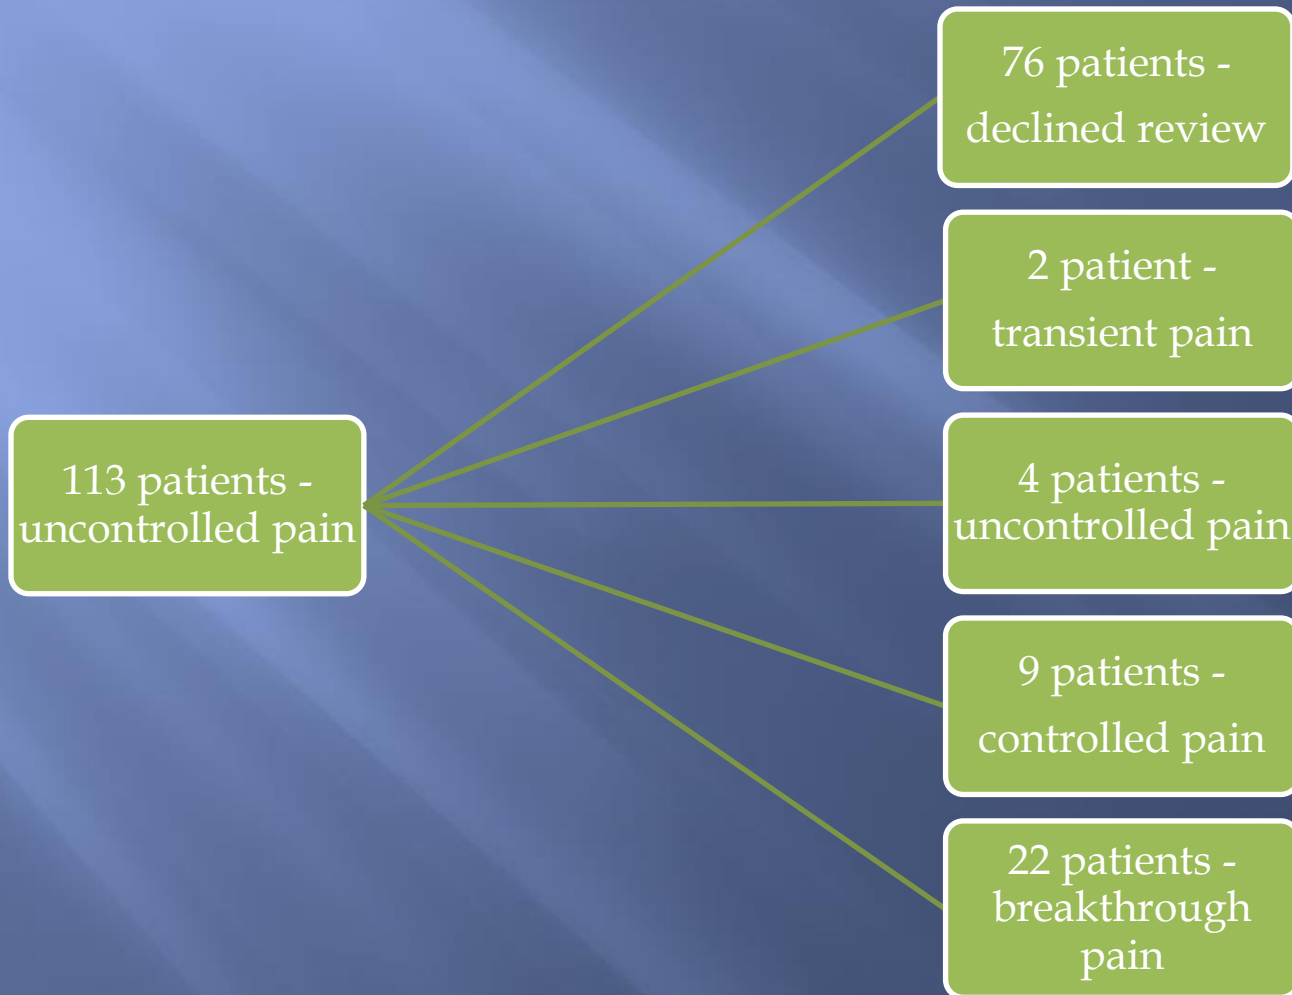 76 patients -
declined review
2 patient -
transient pain
113 patients -
uncontrolled pain
4 patients -
uncontrolled pain
9 patients -
controlled pain
22 patients -
breakthrough
pain